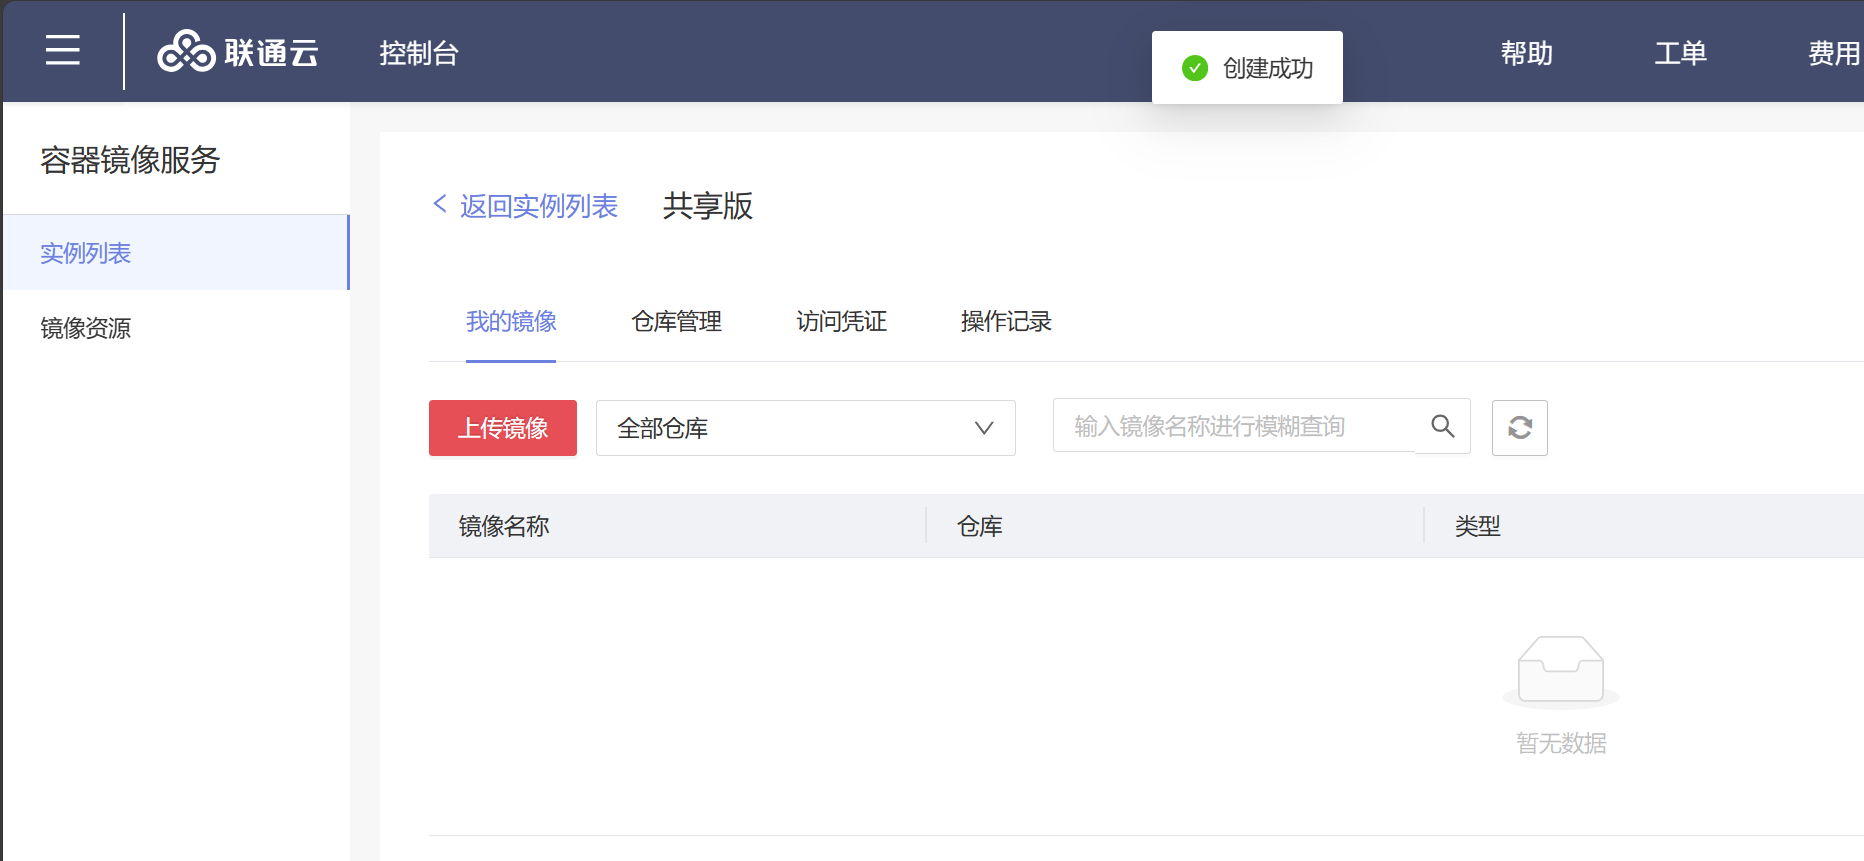 联通云
控制台
创建成功
帮助
工单
费用
容器镜像服务
实例列表
镜像资源
返回实例列表
共享版
我的镜像
仓库管理
访问凭证
操作记录
上传镜像
全部仓库
输入镜像名称进行模糊查询
镜像名称
仓库
类型
暂无数据